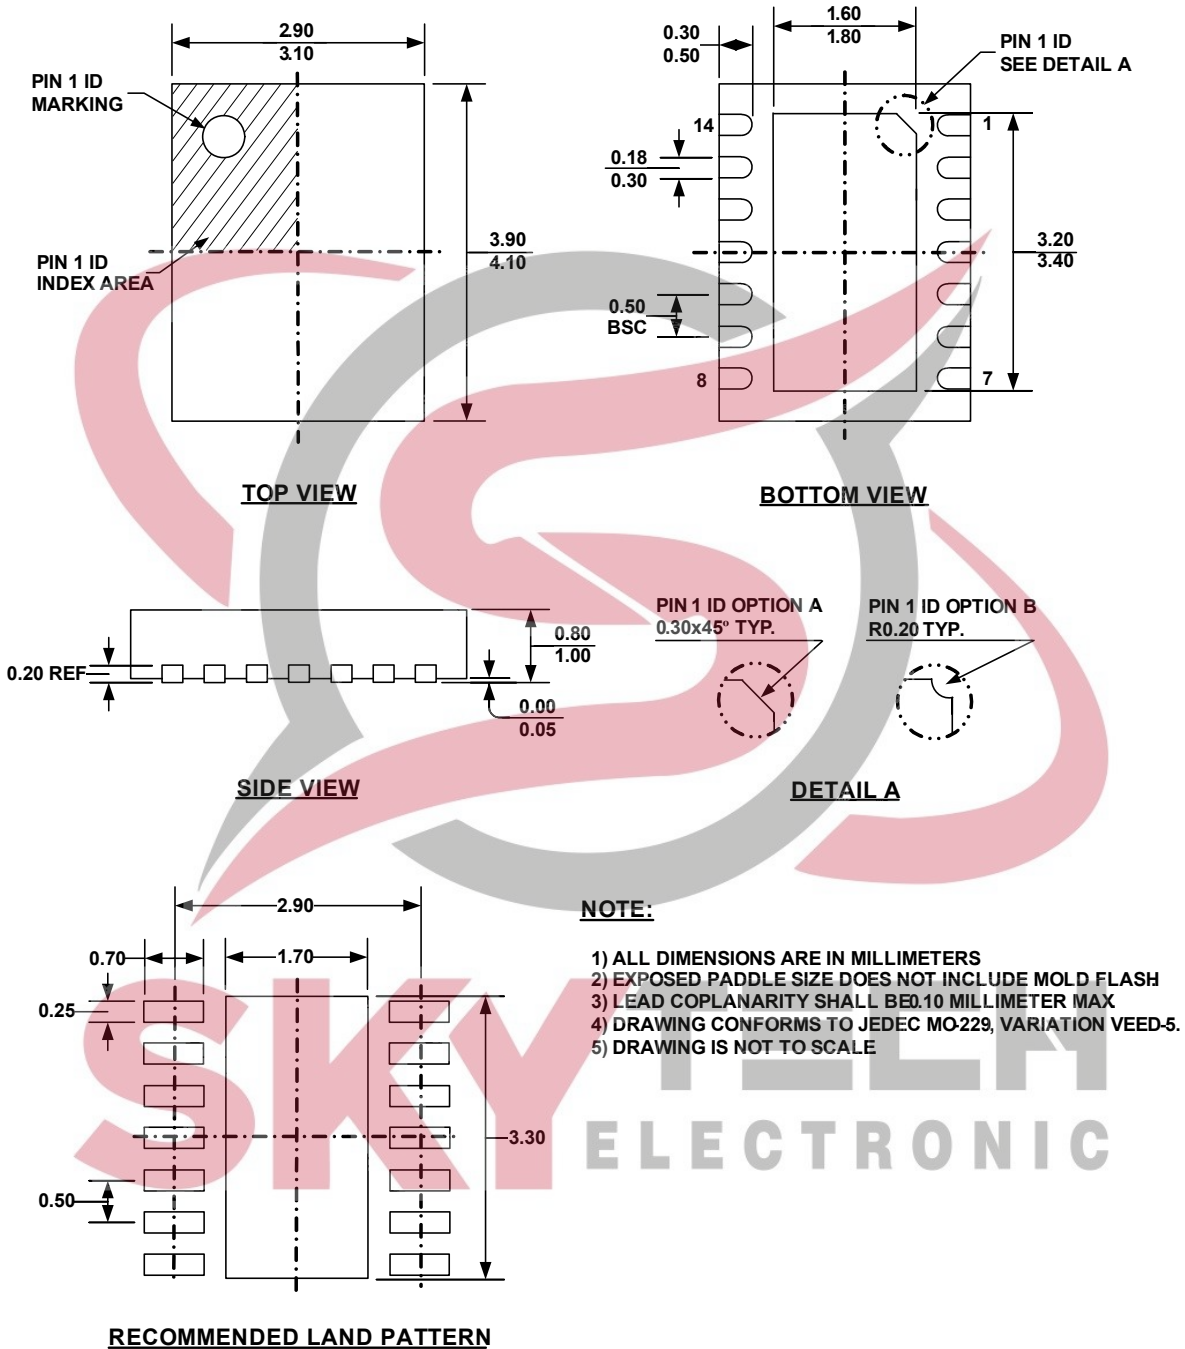 2.90
3.10
PIN 1 ID
MARKING
3.90
4.10
PIN 1 ID
INDEX AREA
TOP VIEW
1.60
1.80
0.30
0.50
PIN 1 ID
SEE DETAIL A
14
1
0.18
0.30
3.20
3.40
0.50
BSC
8
7
BOTTOM VIEW
0.20 REF
0.80
1.00
0.00
0.05
SIDE VIEW
PIN 1 ID OPTION A
0.30x45° TYP.
PIN 1 ID OPTION B
R0.20 TYP.
DETAIL A
2.90
0.70
1.70
0.25
3.30
0.50
RECOMMENDED LAND PATTERN
NOTE:
1) ALL DIMENSIONS ARE IN MILLIMETERS
2) EXPOSED PADDLE SIZE DOES NOT INCLUDE MOLD FLASH
3) LEAD COPLANARITY SHALL BE0.10 MILLIMETER MAX
4) DRAWING CONFORMS TO JEDEC MO-229, VARIATION VEED-5.
5) DRAWING IS NOT TO SCALE
SKYTECH
ELECTRONIC